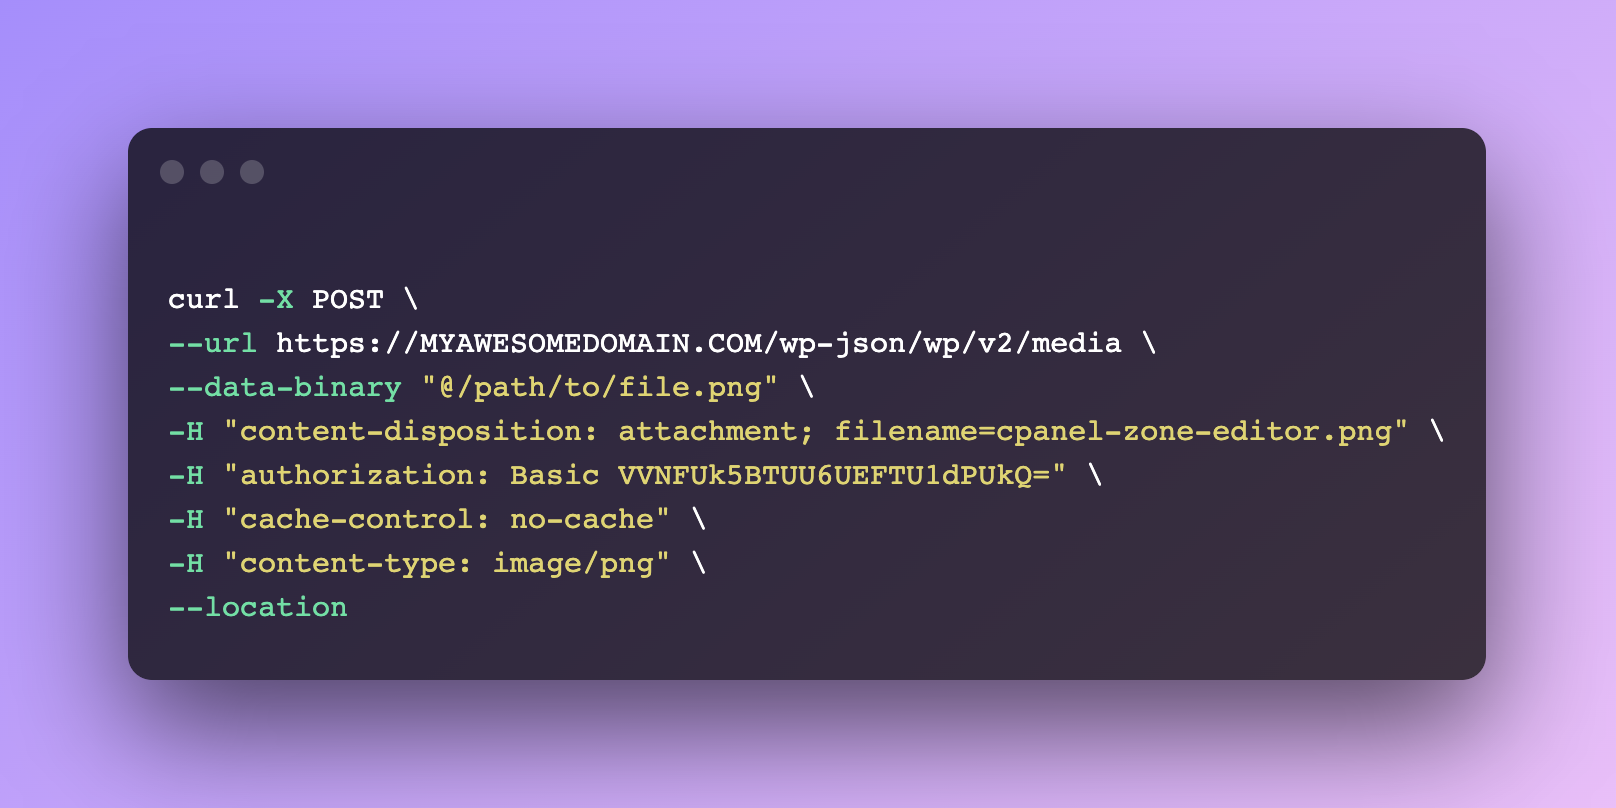 curl -X POST \
--url https://MYAWESOMEDOMAIN.COM/wp-json/wp/v2/media \
--data-binary "@/path/to/file.png" \
-H "content-disposition: attachment; filename=cpanel-zone-editor.png" \
-H "authorization: Basic VVNFUk5BTUU6UEFTU1dPUkQ=" \
-H "cache-control: no-cache" \
-H "content-type: image/png" \
--location